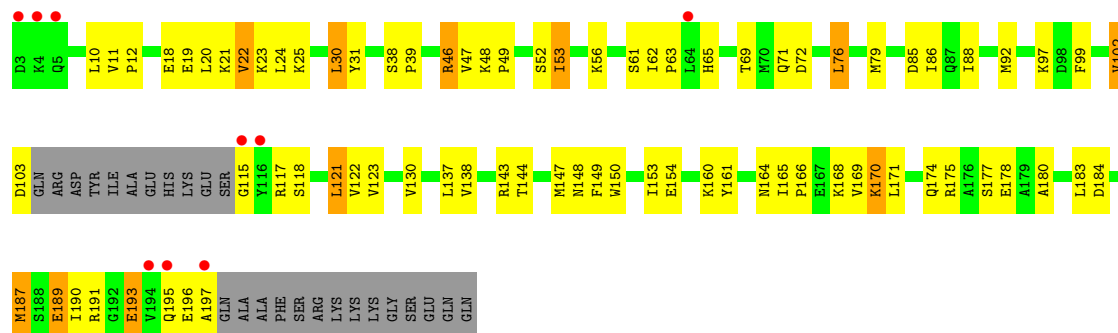 D3 K4 Q5 L10 V11 P12 E18 E19 L20 K21 V22 K23 L24 K25 L30 Y31 S38 P39 R46 V47 K48 P49 S52 I53 K56 S61 I62 P63 L64 H65 T69 M70 Q71 D72 L76 M79 D85 I86 Q87 I88 M92 K97 D98 F99
D103 GLN ARG ASP TYR ILE ALA GLU HIS LYS GLU SER G115 Y116 R117 S118 L121 V122 V123 V130 L137 V138 R143 T144 M147 N148 F149 W150 I153 E154 K160 Y161 N164 I165 P166 E167 K168 V169 K170 L171 Q174 R175 A176 S177 E178 A179 A180 L183 D184
M187 S188 E189 I190 R191 G192 E193 V194 Q195 E196 A197 GLN ALA ALA PHE SER ARG LYS LYS LYS GLY SER GLU GLN GLN